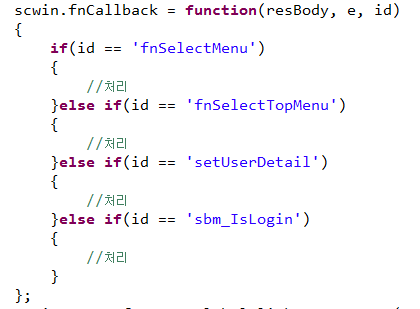 scwin.fnCallback = function(resBody, e, id)
{
    if(id == 'fnSelectMenu')
    {
        //처리
    }else if(id == 'fnSelectTopMenu')
    {
        //처리
    }else if(id == 'setUserDetail')
    {
        //처리
    }else if(id == 'sbm_IsLogin')
    {
        //처리
    }
};